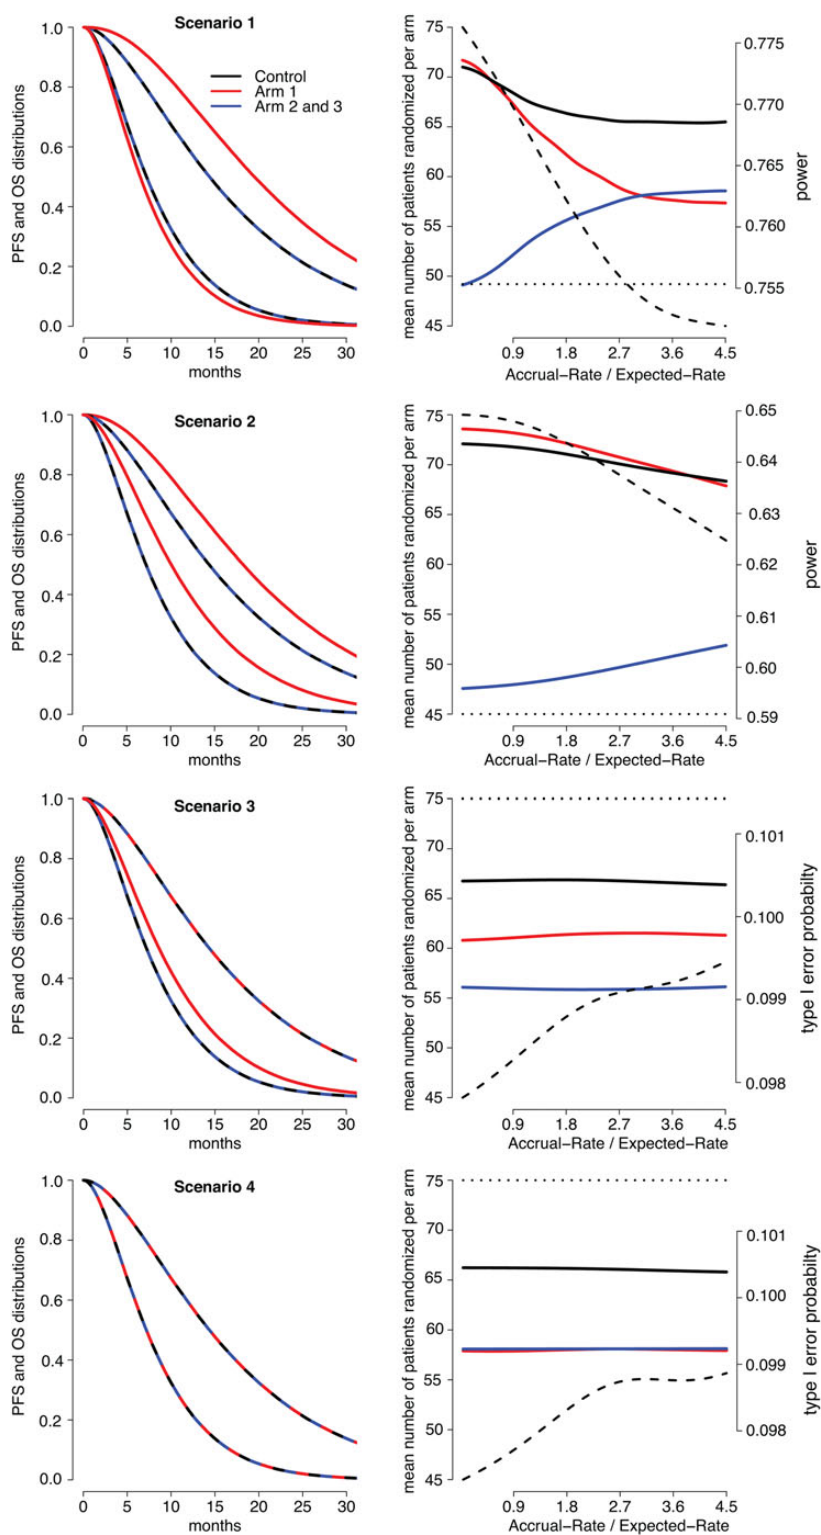 Scenario 1
Control
Arm 1
Arm 2 and 3
PFS and OS distributions
1.0
0.8
0.6
0.4
0.2
0.0
0 5 10 15 20 25 30
months
mean number of patients randomized per arm
75
70
65
60
55
50
45
0.775
0.770
0.765
0.760
0.755
power
0.9 1.8 2.7 3.6 4.5
Accrual–Rate / Expected–Rate
Scenario 2
PFS and OS distributions
1.0
0.8
0.6
0.4
0.2
0.0
0 5 10 15 20 25 30
months
mean number of patients randomized per arm
75
70
65
60
55
50
45
0.65
0.64
0.63
0.62
0.61
0.60
0.59
power
0.9 1.8 2.7 3.6 4.5
Accrual–Rate / Expected–Rate
Scenario 3
PFS and OS distributions
1.0
0.8
0.6
0.4
0.2
0.0
0 5 10 15 20 25 30
months
mean number of patients randomized per arm
75
70
65
60
55
50
45
0.101
0.100
0.099
0.098
type I error probabilty
0.9 1.8 2.7 3.6 4.5
Accrual–Rate / Expected–Rate
Scenario 4
PFS and OS distributions
1.0
0.8
0.6
0.4
0.2
0.0
0 5 10 15 20 25 30
months
mean number of patients randomized per arm
75
70
65
60
55
50
45
0.101
0.100
0.099
0.098
type I error probabilty
0.9 1.8 2.7 3.6 4.5
Accrual–Rate / Expected–Rate